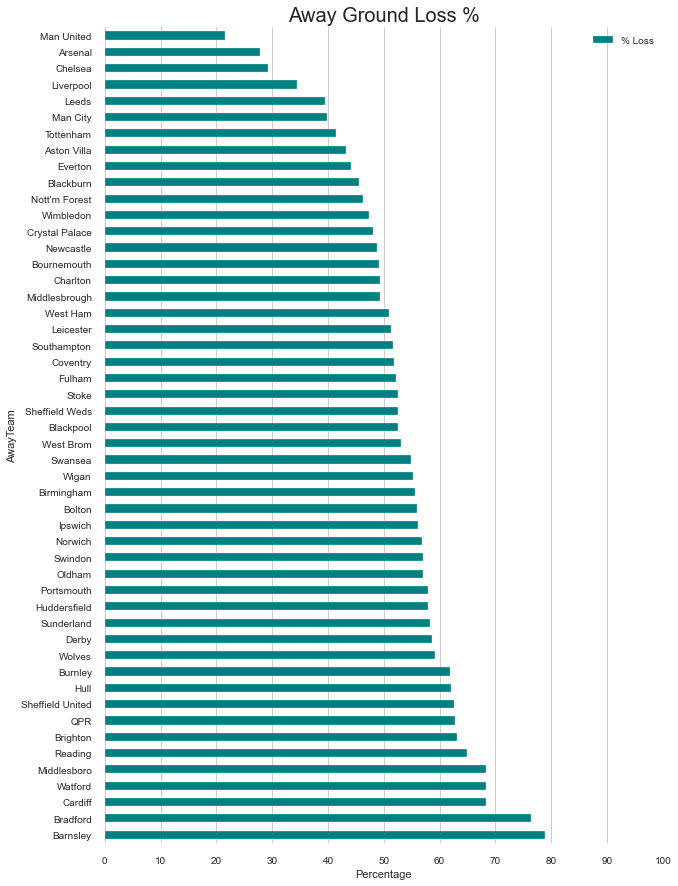 Away Ground Loss %
% Loss
AwayTeam
Man United
Arsenal
Chelsea
Liverpool
Leeds
Man City
Tottenham
Aston Villa
Everton
Blackburn
Nott'm Forest
Wimbledon
Crystal Palace
Newcastle
Bournemouth
Charlton
Middlesbrough
West Ham
Leicester
Southampton
Coventry
Fulham
Stoke
Sheffield Weds
Blackpool
West Brom
Swansea
Wigan
Birmingham
Bolton
Ipswich
Norwich
Swindon
Oldham
Portsmouth
Huddersfield
Sunderland
Derby
Wolves
Burnley
Hull
Sheffield United
QPR
Brighton
Reading
Middlesboro
Watford
Cardiff
Bradford
Barnsley
0 10 20 30 40 50 60 70 80 90 100
Percentage